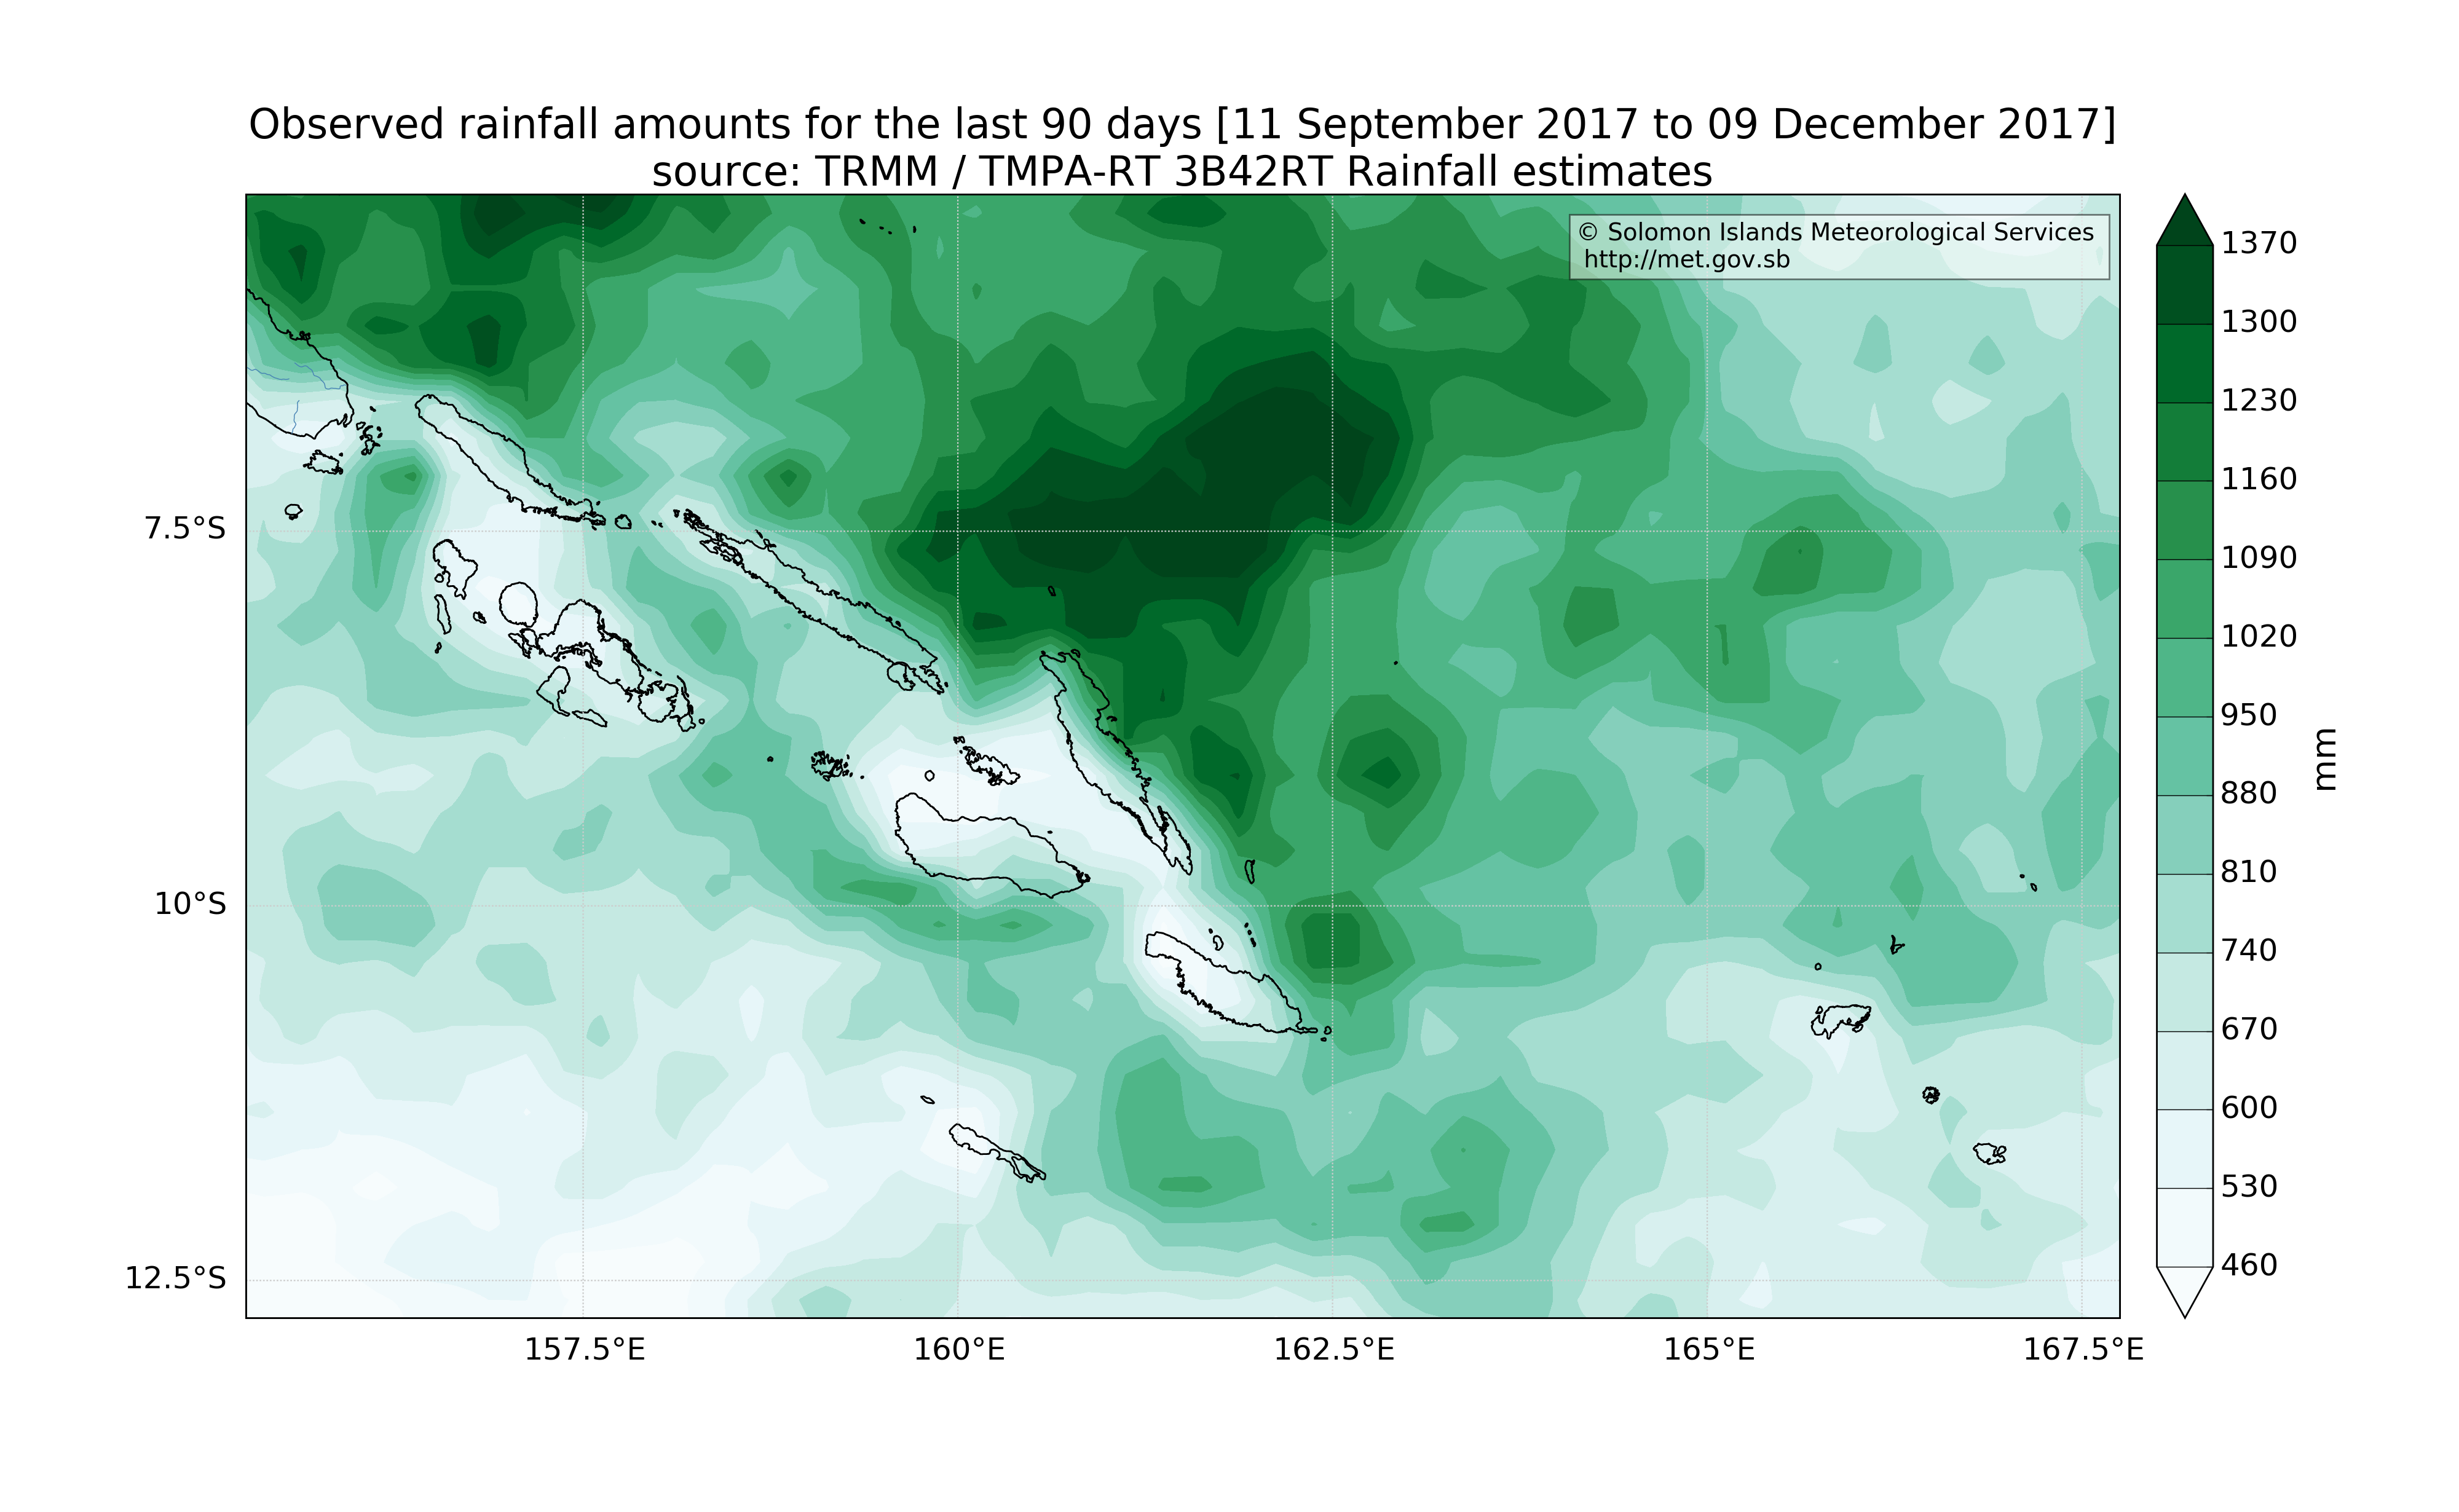 Observed rainfall amounts for the last 90 days [11 September 2017 to 09 December 2017]
source: TRMM / TMPA-RT 3B42RT Rainfall estimates
© Solomon Islands Meteorological Services
http://met.gov.sb
1370
1300
1230
1160
1090
1020
950
880
810
740
670
600
530
460
mm
7.5°S
10°S
12.5°S
157.5°E
160°E
162.5°E
165°E
167.5°E